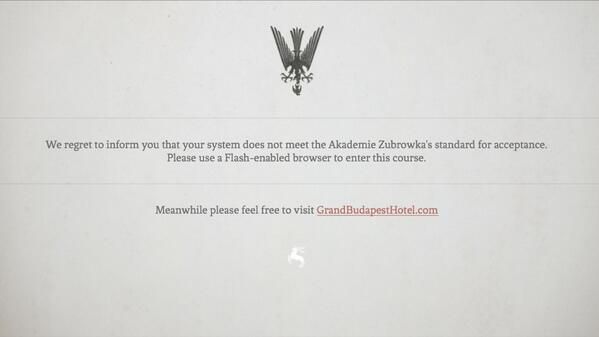 We regret to inform you that your system does not meet the Akademie Zubrowka's standard for acceptance.
Please use a Flash-enabled browser to enter this course.
Meanwhile please feel free to visit GrandBudapestHotel.com